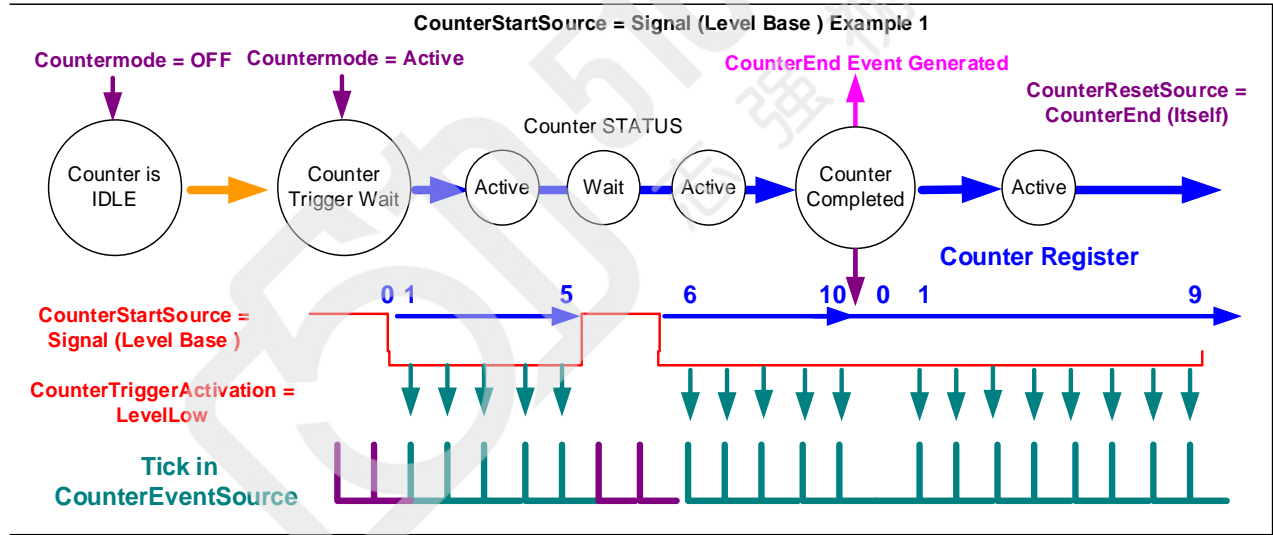 CounterStartSource = Signal (Level Base ) Example 1
Countermode = OFF
Countermode = Active
CounterEnd Event Generated
CounterResetSource =
CounterEnd (Itself)
Counter STATUS
Counter is
IDLE
Counter
Trigger Wait
Active
Wait
Active
Counter
Completed
Active
Counter Register
0 1 5 6 10 0 1 9
CounterStartSource =
Signal (Level Base )
CounterTriggerActivation =
LevelLow
Tick in
CounterEventSource